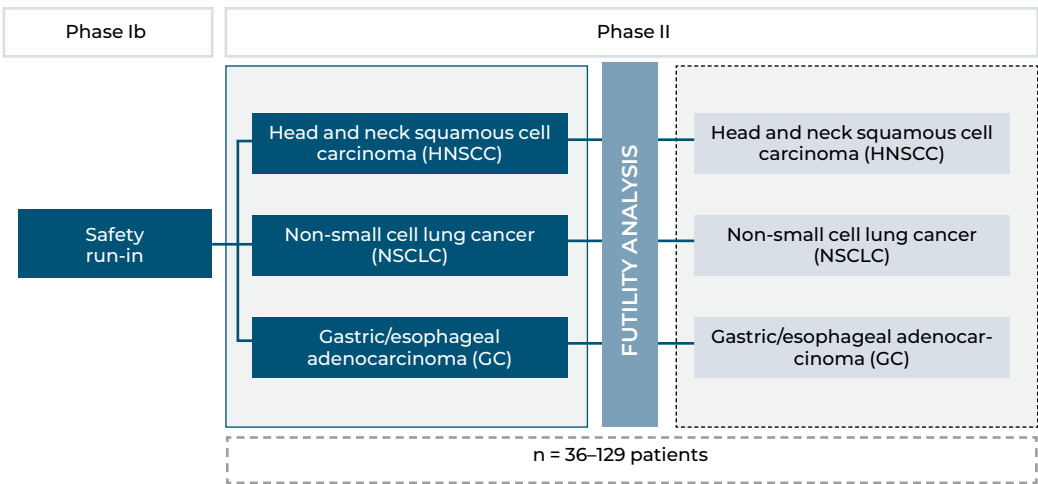 Phase Ib
Phase II
Safety
run-in
Head and neck squamous cell
carcinoma (HNSCC)
Non-small cell lung cancer
(NSCLC)
Gastric/esophageal
adenocarcinoma (GC)
FUTILITY ANALYSIS
Head and neck squamous cell
carcinoma (HNSCC)
Non-small cell lung cancer
(NSCLC)
Gastric/esophageal adenocar-
cinoma (GC)
n = 36–129 patients